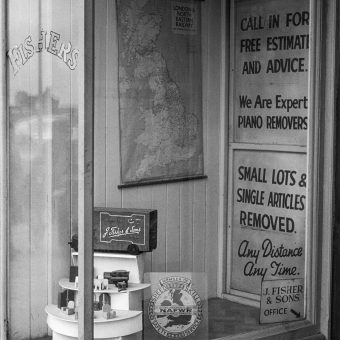 FISHERS
LONDON &
NORTH
EASTERN
RAILWAY
CALL IN FOR
FREE ESTIMAT
AND ADVICE.
We Are Expert
PIANO REMOVERS
SMALL LOTS &
SINGLE ARTICLES
REMOVED.
Any Distance
Any Time.
J. FISHER
& SONS
OFFICE
J. Fisher & Sons
NAFWR